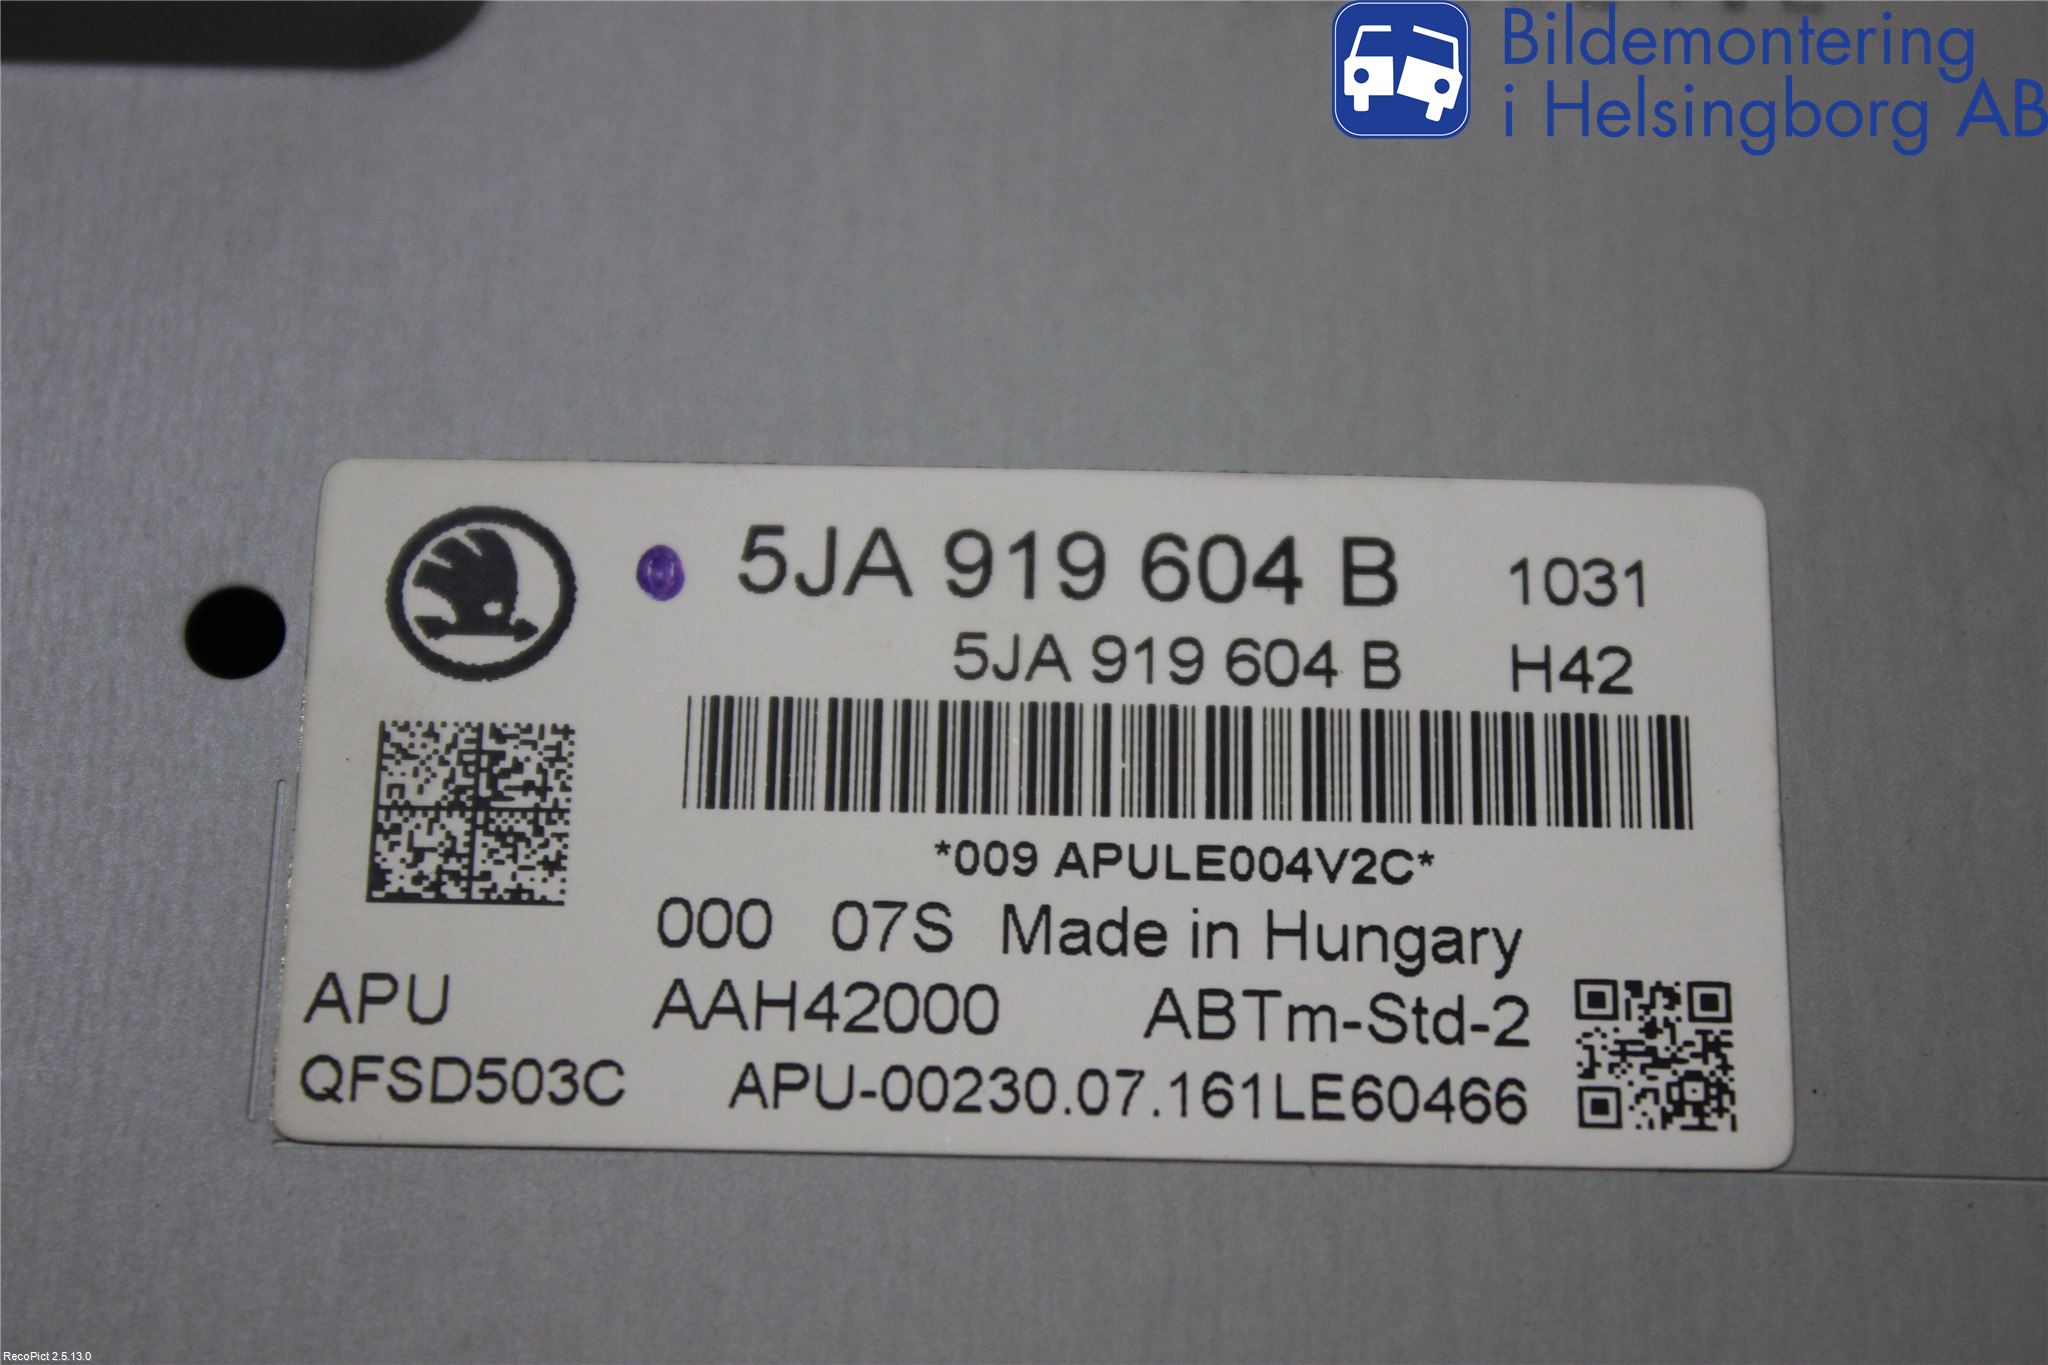 Bildemontering
i Helsingborg AB
5JA 919 604 B 1031
5JA 919 604 B H42
*009 APULE004V2C*
000 07S Made in Hungary
APU AAH42000 ABTm-Std-2
QFSD503C APU-00230.07.161LE60466
RecoPict 2.5.13.0